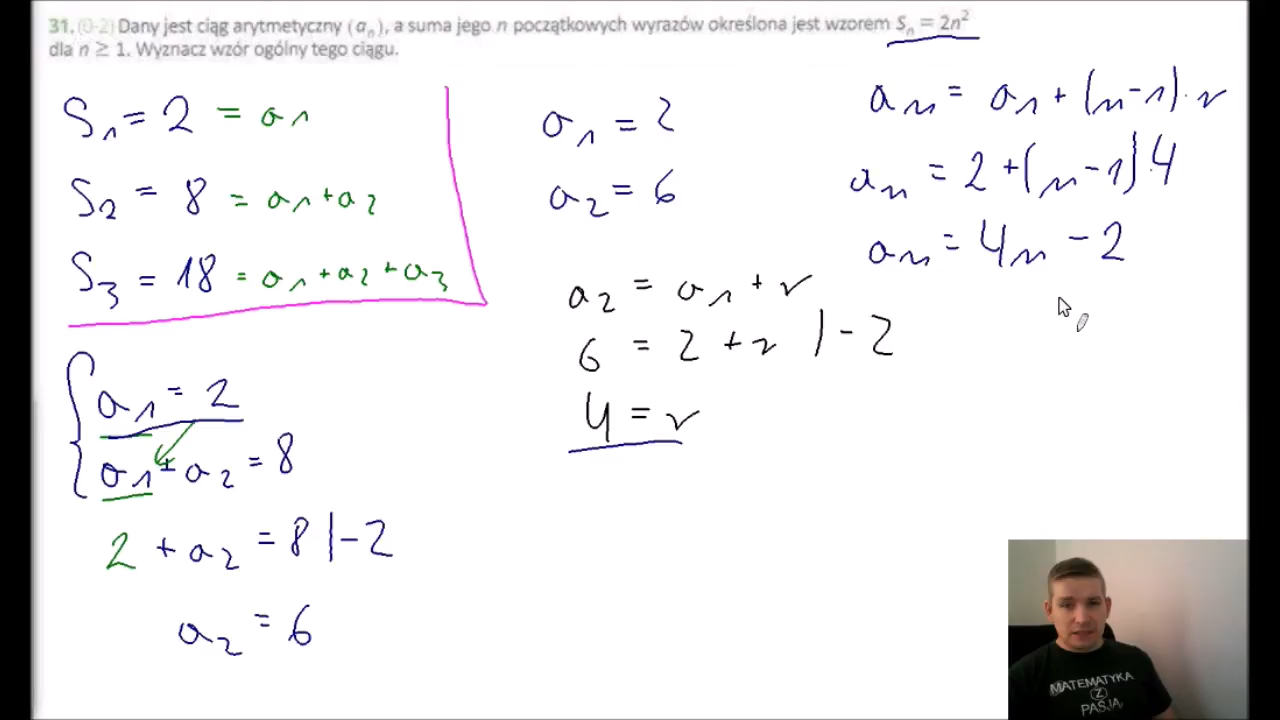 31. (0-2) Dany jest ciąg arytmetyczny (aₙ), a suma jego n początkowych wyrazów określona jest wzorem Sₙ = 2n²
dla n ≥ 1. Wyznacz wzór ogólny tego ciągu.
S₁ = 2 = a₁
S₂ = 8 = a₁ + a₂
S₃ = 18 = a₁ + a₂ + a₃
a₁ = 2
a₁ + a₂ = 8
2 + a₂ = 8 |-2
a₂ = 6
a₁ = 2
a₂ = 6
a₂ = a₁ + r
6 = 2 + r |-2
4 = r
aₙ = a₁ + (n-1)·r
aₙ = 2 + (n-1)·4
aₙ = 4n - 2
MATEMATYKA
Z
PASJĄ